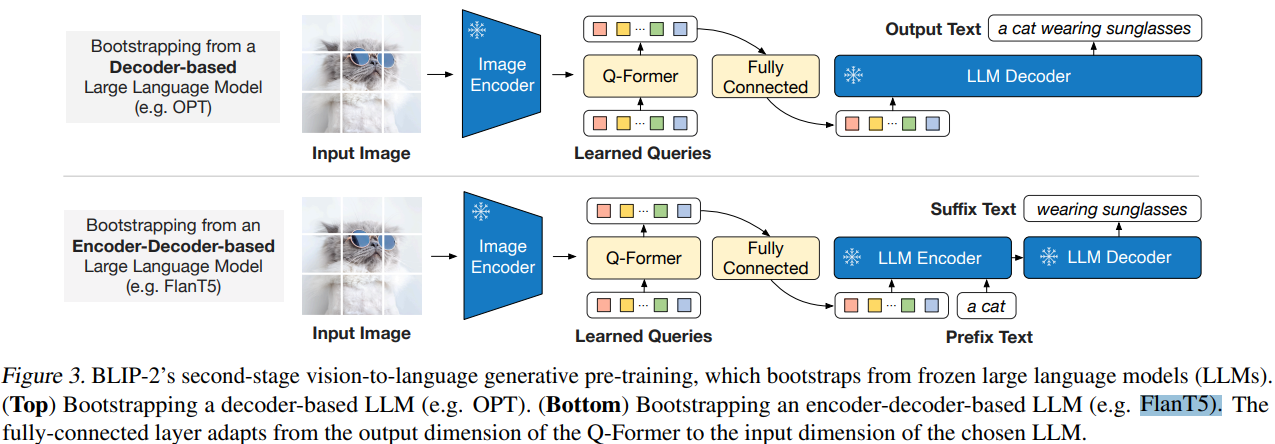 Bootstrapping from a
Decoder-based
Large Language Model
(e.g. OPT)
Input Image
Image
Encoder
Q-Former
Learned Queries
Fully
Connected
Output Text
a cat wearing sunglasses
LLM Decoder
Bootstrapping from an
Encoder-Decoder-based
Large Language Model
(e.g. FlanT5)
Input Image
Image
Encoder
Q-Former
Learned Queries
Fully
Connected
Suffix Text
wearing sunglasses
LLM Encoder
LLM Decoder
a cat
Prefix Text
Figure 3. BLIP-2's second-stage vision-to-language generative pre-training, which bootstraps from frozen large language models (LLMs).
(Top) Bootstrapping a decoder-based LLM (e.g. OPT). (Bottom) Bootstrapping an encoder-decoder-based LLM (e.g. FlanT5). The
fully-connected layer adapts from the output dimension of the Q-Former to the input dimension of the chosen LLM.